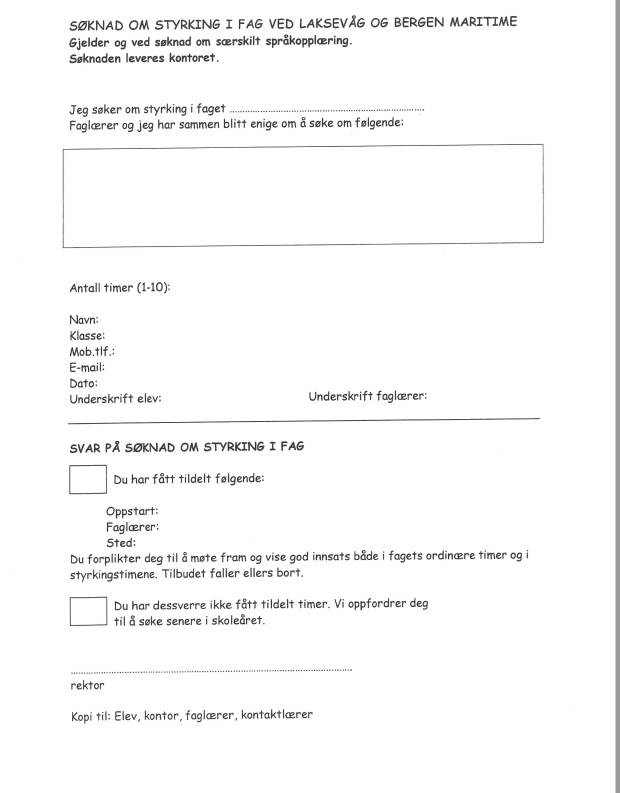 SØKNAD OM STYRKING I FAG VED LAKSEVÅG OG BERGEN MARITIME
Gjelder og ved søknad om særskilt språkopplæring.
Søknaden leveres kontoret.
Jeg søker om styrking i faget ..................................................................
Faglærer og jeg har sammen blitt enige om å søke om følgende:
Antall timer (1-10):
Navn:
Klasse:
Mob.tlf.:
E-mail:
Dato:
Underskrift elev: Underskrift faglærer:
SVAR PÅ SØKNAD OM STYRKING I FAG
Du har fått tildelt følgende:
Oppstart:
Faglærer:
Sted:
Du forplikter deg til å møte fram og vise god innsats både i fagets ordinære timer og i
styrkingstimene. Tilbudet faller ellers bort.
Du har dessverre ikke fått tildelt timer. Vi oppfordrer deg
til å søke senere i skoleåret.
..............................................................................................
rektor
Kopi til: Elev, kontor, faglærer, kontaktlærer